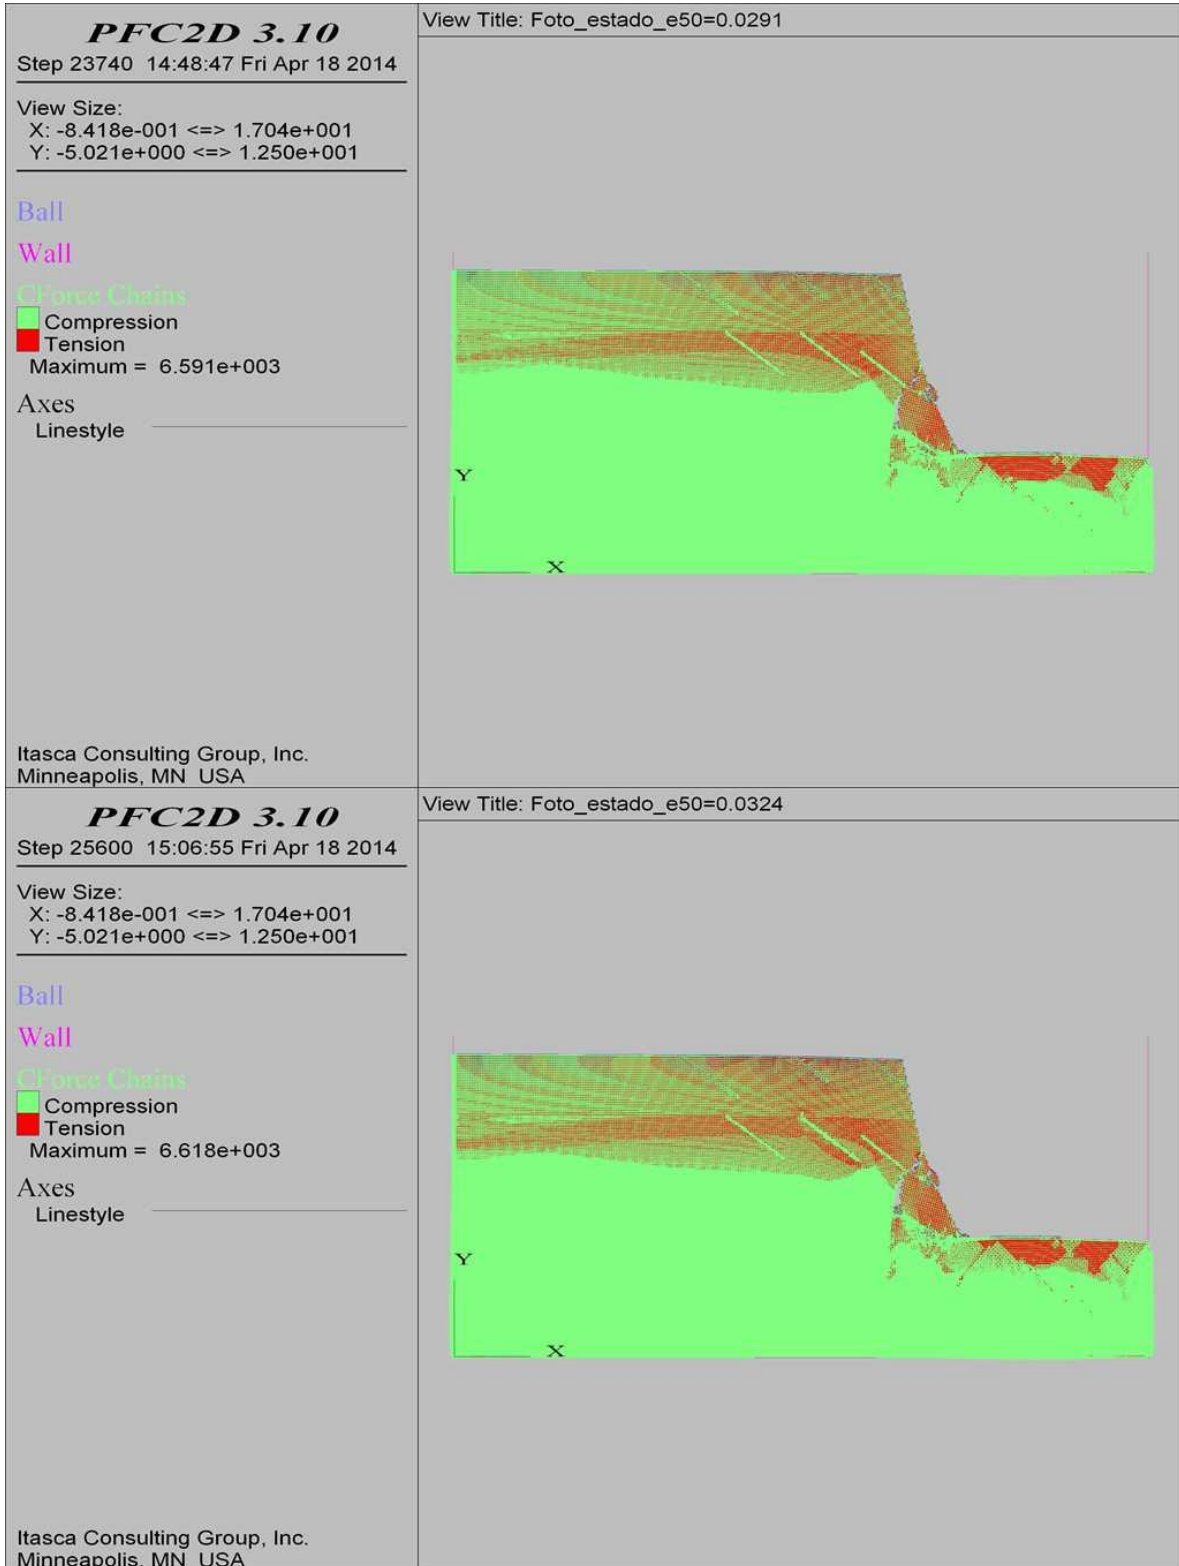 PFC2D 3.10
Step 23740 14:48:47 Fri Apr 18 2014
View Size:
X: -8.418e-001 <=> 1.704e+001
Y: -5.021e+000 <=> 1.250e+001
Ball
Wall
CForce Chains
Compression
Tension
Maximum = 6.591e+003
Axes
Linestyle
Itasca Consulting Group, Inc.
Minneapolis, MN USA
View Title: Foto_estado_e50=0.0291
Y
X
PFC2D 3.10
Step 25600 15:06:55 Fri Apr 18 2014
View Size:
X: -8.418e-001 <=> 1.704e+001
Y: -5.021e+000 <=> 1.250e+001
Ball
Wall
CForce Chains
Compression
Tension
Maximum = 6.618e+003
Axes
Linestyle
Itasca Consulting Group, Inc.
Minneapolis, MN USA
View Title: Foto_estado_e50=0.0324
Y
X